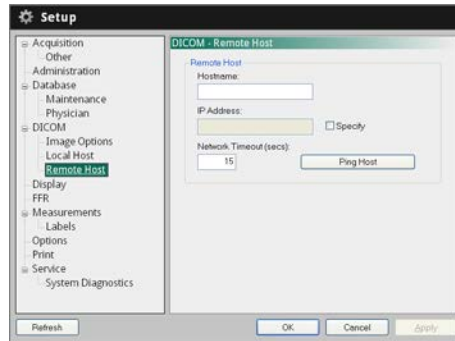 Setup
Acquisition
Other
Administration
Database
Maintenance
Physician
DICOM
Image Options
Local Host
Remote Host
Display
FFR
Measurements
Labels
Options
Print
Service
System Diagnostics
DICOM - Remote Host
Remote Host
Hostname:
IP Address:
Specify
Network Timeout (secs):
15 Ping Host
Refresh OK Cancel Apply